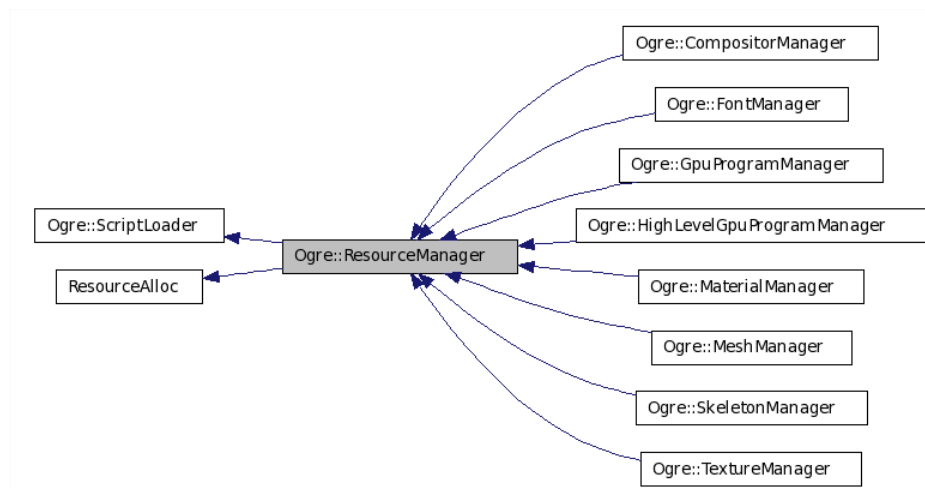 Ogre::CompositorManager
Ogre::FontManager
Ogre::GpuProgramManager
Ogre::ScriptLoader
Ogre::HighLevelGpuProgramManager
Ogre::ResourceManager
ResourceAlloc
Ogre::MaterialManager
Ogre::MeshManager
Ogre::SkeletonManager
Ogre::TextureManager